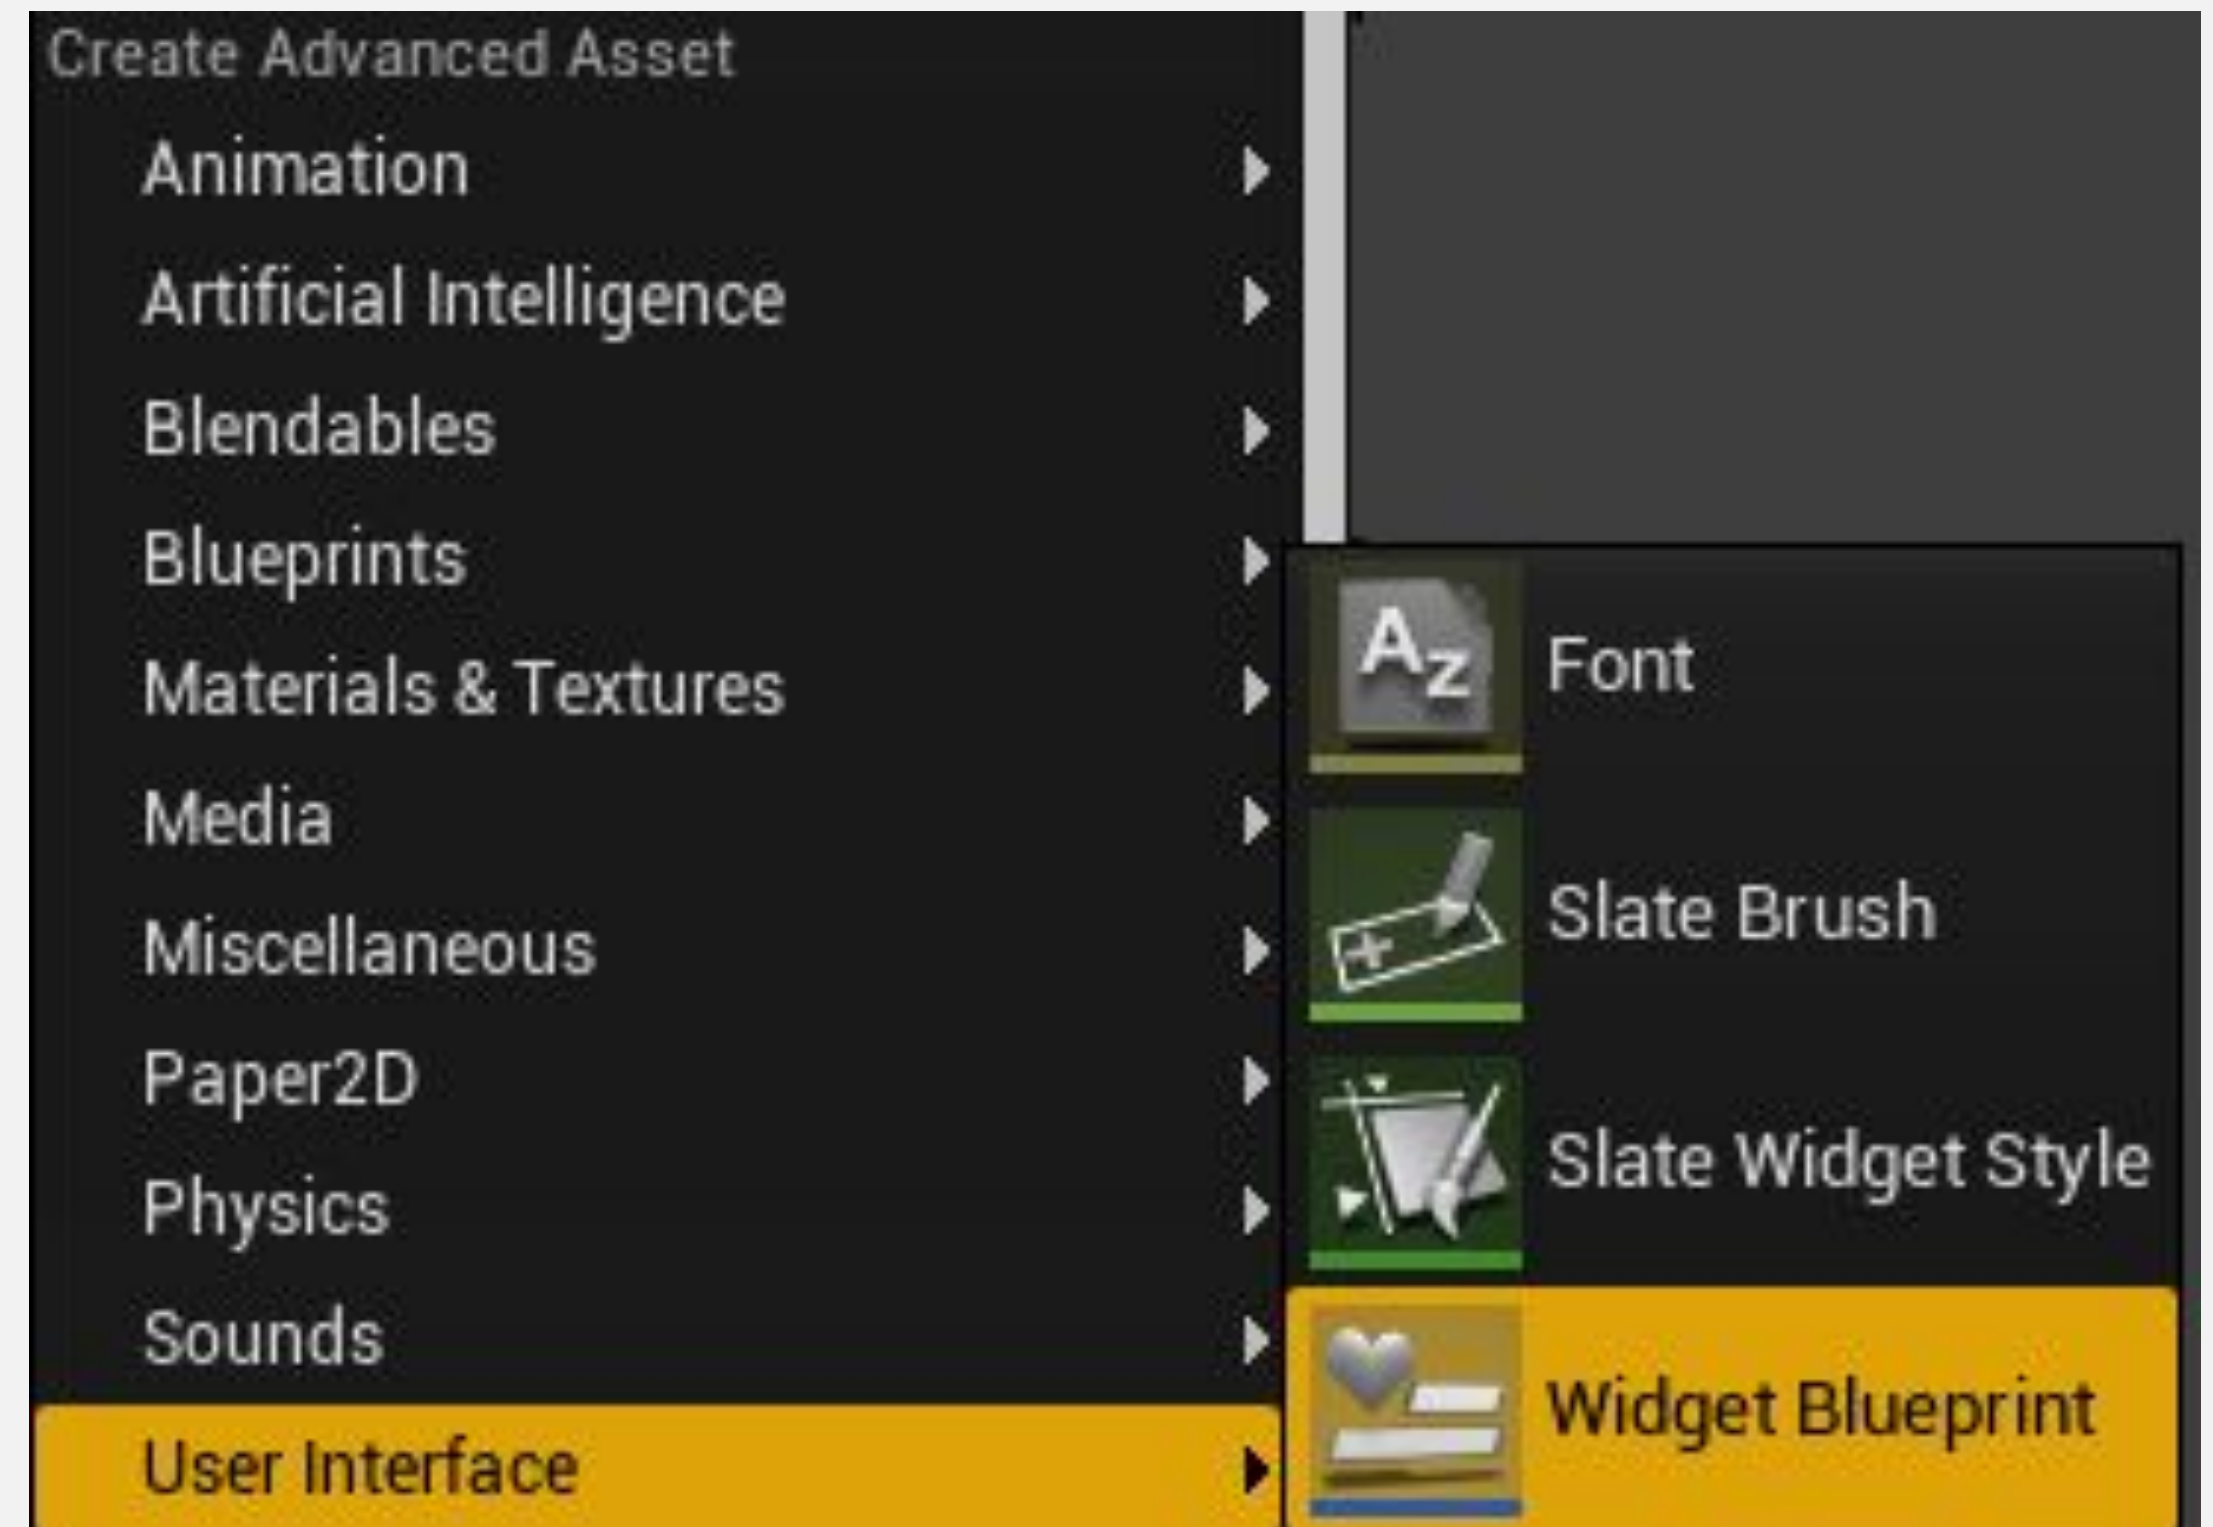 Create Advanced Asset
Animation
Artificial Intelligence
Blendables
Blueprints
Materials & Textures
Media
Miscellaneous
Paper2D
Physics
Sounds
User Interface
Az
Font
Slate Brush
Slate Widget Style
Widget Blueprint